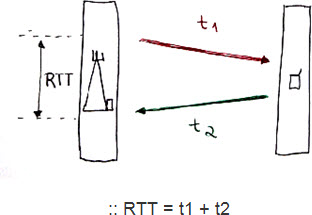 t1
RTT
t2
:: RTT = t1 + t2